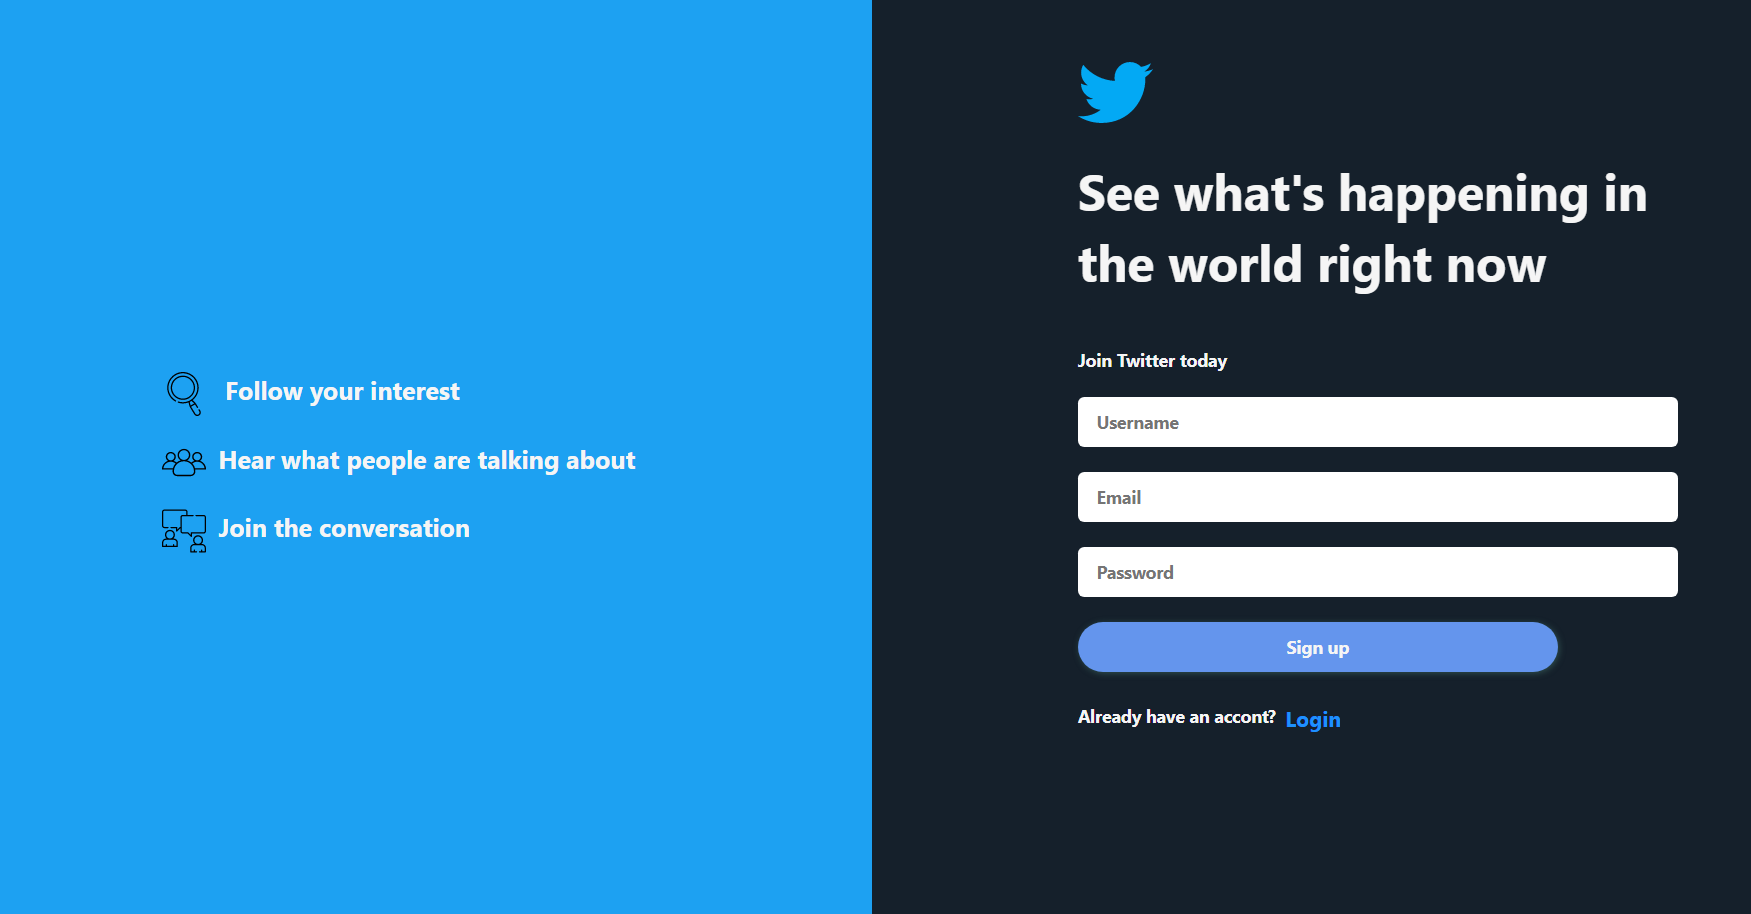 Follow your interest
Hear what people are talking about
Join the conversation
See what's happening in
the world right now
Join Twitter today
Username
Email
Password
Sign up
Already have an accont? Login